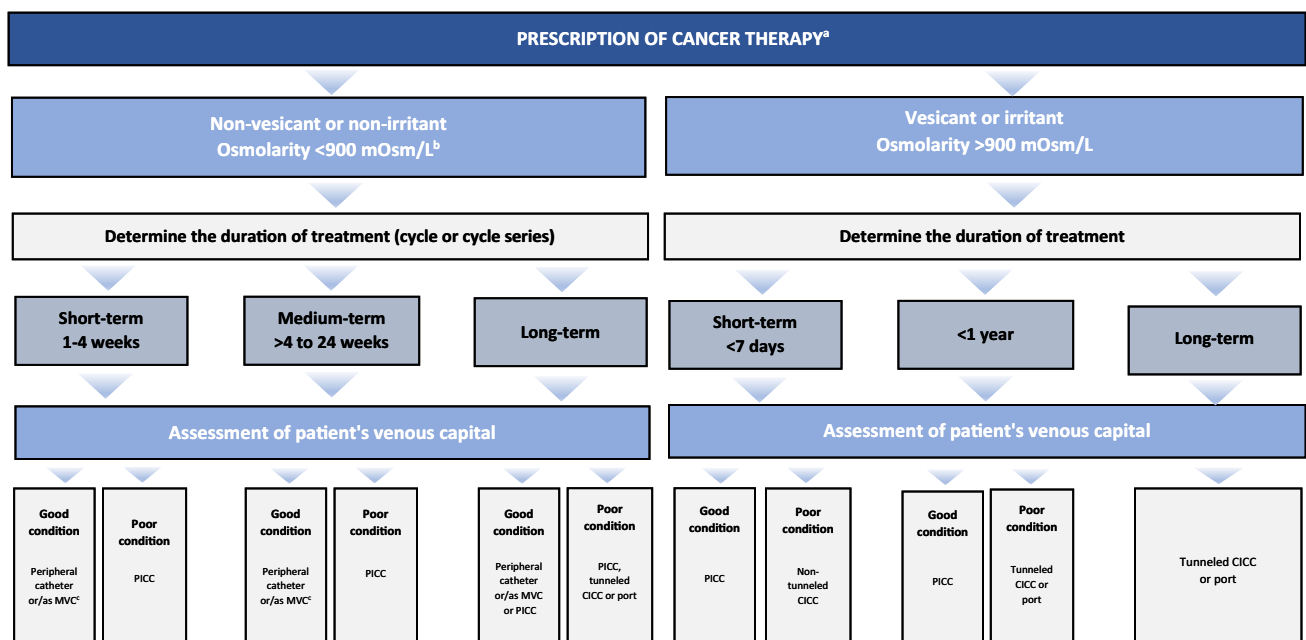 PRESCRIPTION OF CANCER THERAPYᵃ
Non-vesicant or non-irritant
Osmolarity <900 mOsm/Lᵇ
Vesicant or irritant
Osmolarity >900 mOsm/L
Determine the duration of treatment (cycle or cycle series)
Determine the duration of treatment
Short-term
1-4 weeks
Medium-term
>4 to 24 weeks
Long-term
Short-term
<7 days
<1 year
Long-term
Assessment of patient's venous capital
Assessment of patient's venous capital
Good
condition
Peripheral
catheter
or/as MVCᶜ
Poor
condition
PICC
Good
condition
Peripheral
catheter
or/as MVCᶜ
Poor
condition
PICC
Good
condition
Peripheral
catheter
or/as MVC
or PICC
Poor
condition
PICC,
tunneled
CICC or port
Good
condition
PICC
Poor
condition
Non-
tunneled
CICC
Good
condition
PICC
Poor
condition
Tunneled
CICC or
port
Tunneled CICC
or port